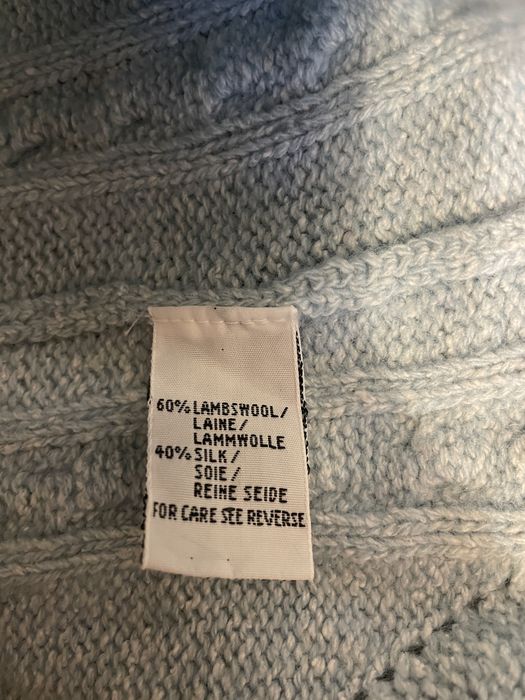 60% LAMBSWOOL/
LAINE/
LAMMWOLLE
40% SILK/
SOIE/
REINE SEIDE
FOR CARE SEE REVERSE